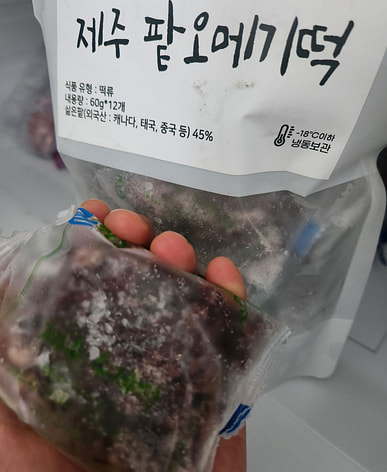 제주 팥오메기떡
식품 유형 : 떡류
내용량 : 60g*12개
삶은팥(외국산 : 캐나다, 태국, 중국 등) 45%
-18℃이하
냉동보관